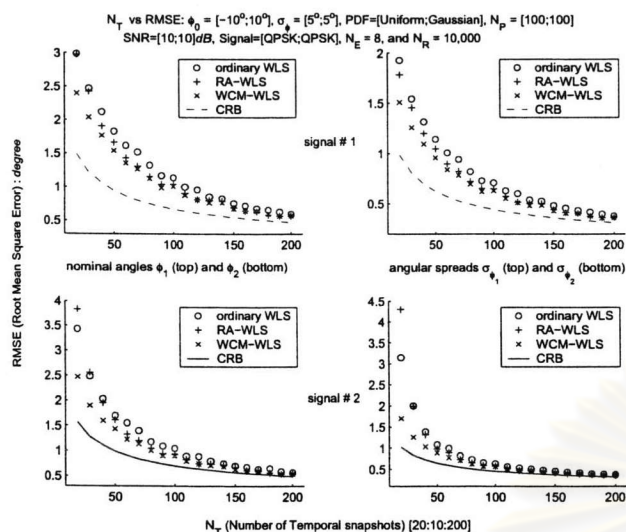 N_T vs RMSE: ϕ_0 = [-10°;10°], σ_ϕ = [5°;5°], PDF=[Uniform;Gaussian], N_P = [100;100]
SNR=[10;10]dB, Signal=[QPSK;QPSK], N_E = 8, and N_R = 10,000
RMSE (Root Mean Square Error) : degree
3
2.5
2
1.5
1
0.5
50
100
150
200
ordinary WLS
RA-WLS
WCM-WLS
CRB
signal # 1
2
1.5
1
0.5
50
100
150
200
ordinary WLS
RA-WLS
WCM-WLS
CRB
nominal angles ϕ_1 (top) and ϕ_2 (bottom)
angular spreads σ_ϕ_1 (top) and σ_ϕ_2 (bottom)
4
3.5
3
2.5
2
1.5
1
0.5
50
100
150
200
ordinary WLS
RA-WLS
WCM-WLS
CRB
signal # 2
4.5
4
3.5
3
2.5
2
1.5
1
0.5
50
100
150
200
ordinary WLS
RA-WLS
WCM-WLS
CRB
N_T (Number of Temporal snapshots) [20:10:200]